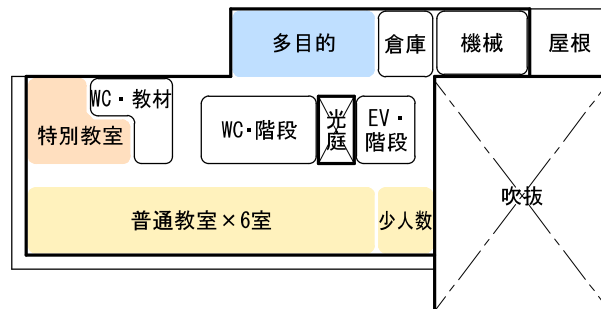 多目的
倉庫
機械
屋根
WC・教材
特別教室
WC・階段
光
庭
EV・
階段
吹抜
普通教室×6室
少人数